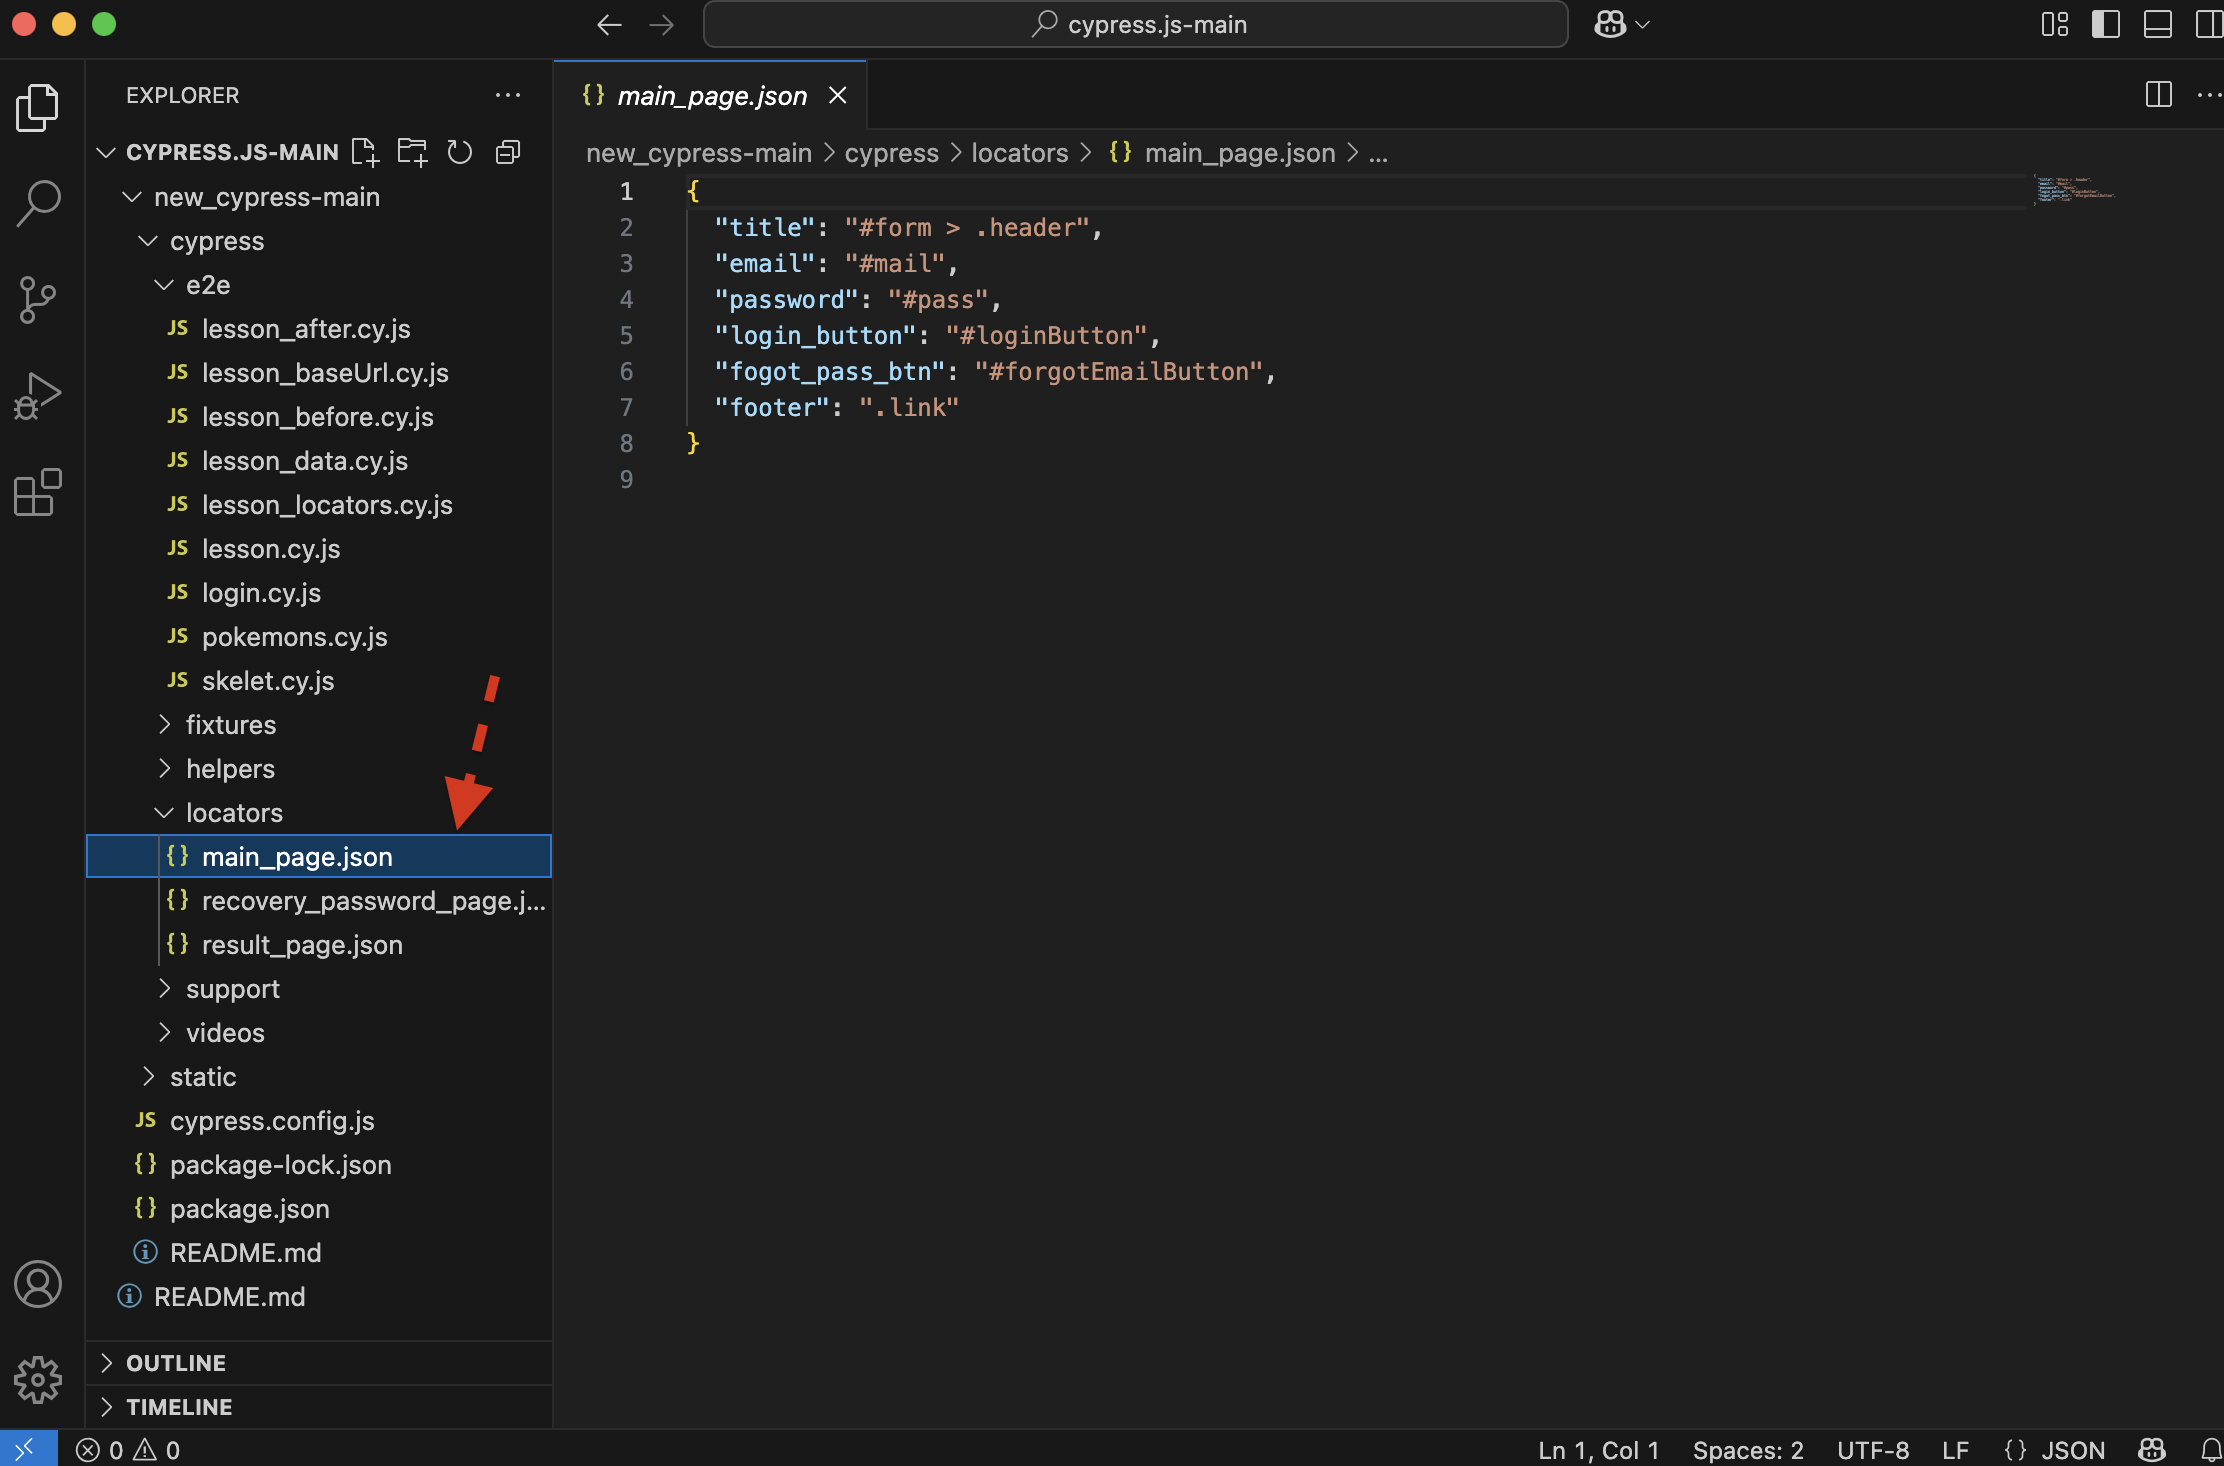 cypress.js-main
EXPLORER
main_page.json
CYPRESS.JS-MAIN
new_cypress-main
cypress
e2e
JS lesson_after.cy.js
JS lesson_baseUrl.cy.js
JS lesson_before.cy.js
JS lesson_data.cy.js
JS lesson_locators.cy.js
JS lesson.cy.js
JS login.cy.js
JS pokemons.cy.js
JS skelet.cy.js
fixtures
helpers
locators
{} main_page.json
{} recovery_password_page.j...
{} result_page.json
support
videos
static
JS cypress.config.js
{} package-lock.json
{} package.json
README.md
README.md
OUTLINE
TIMELINE
new_cypress-main > cypress > locators > {} main_page.json > ...
1 {
2 "title": "#form > .header",
3 "email": "#mail",
4 "password": "#pass",
5 "login_button": "#loginButton",
6 "fogot_pass_btn": "#forgotEmailButton",
7 "footer": ".link"
8 }
9
0 0
Ln 1, Col 1 Spaces: 2 UTF-8 LF {} JSON